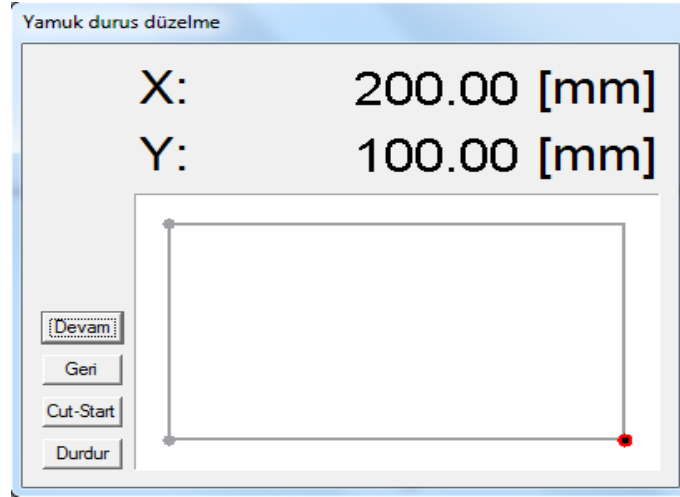 Yamuk durus düzelme
X: 200.00 [mm]
Y: 100.00 [mm]
Devam
Geri
Cut-Start
Durdur